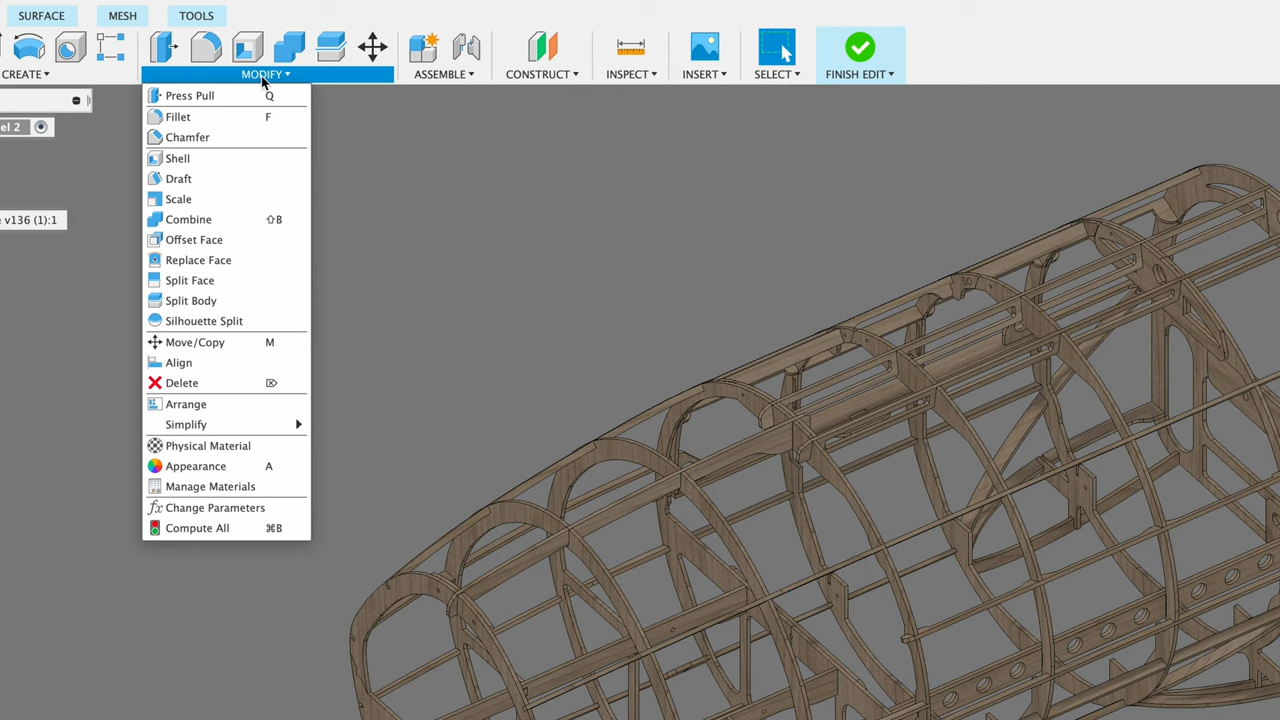 SURFACE MESH TOOLS
CREATE MODIFY ASSEMBLE CONSTRUCT INSPECT INSERT SELECT FINISH EDIT
Press Pull Q
Fillet F
el 2
Chamfer
Shell
Draft
Scale
Combine ⇧B
v136 (1):1
Offset Face
Replace Face
Split Face
Split Body
Silhouette Split
Move/Copy M
Align
Delete ⌦
Arrange
Simplify
Physical Material
Appearance A
Manage Materials
fx Change Parameters
Compute All ⌘B